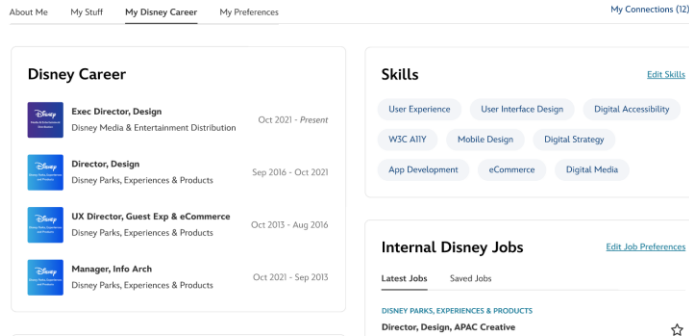 About Me
My Stuff
My Disney Career
My Preferences
My Connections (12)
Disney Career
Disney
Exec Director, Design
Disney Media & Entertainment Distribution
Oct 2021 - Present
Disney
Director, Design
Disney Parks, Experiences & Products
Sep 2016 - Oct 2021
Disney
UX Director, Guest Exp & eCommerce
Disney Parks, Experiences & Products
Oct 2013 - Aug 2016
Disney
Manager, Info Arch
Disney Parks, Experiences & Products
Oct 2021 - Sep 2013
Skills
Edit Skills
User Experience
User Interface Design
Digital Accessibility
W3C A11Y
Mobile Design
Digital Strategy
App Development
eCommerce
Digital Media
Internal Disney Jobs
Edit Job Preferences
Latest Jobs
Saved Jobs
DISNEY PARKS, EXPERIENCES & PRODUCTS
Director, Design, APAC Creative